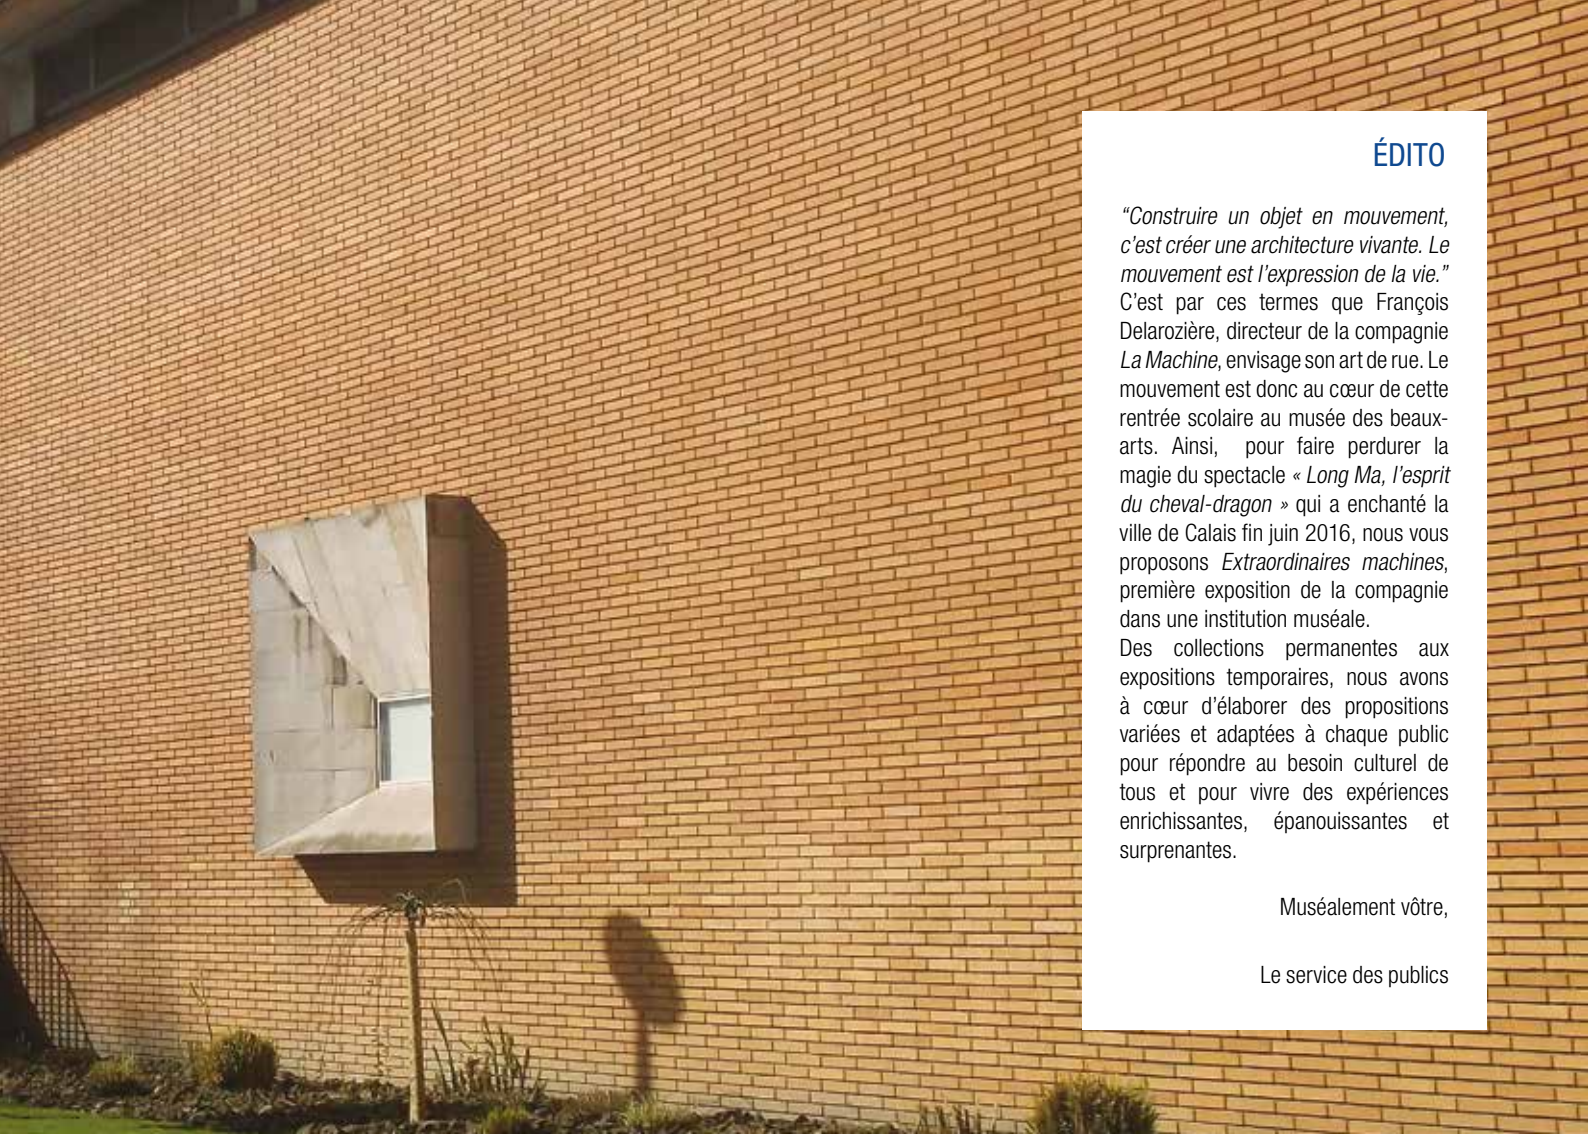 ÉDITO
“Construire un objet en mouvement,
c’est créer une architecture vivante. Le
mouvement est l’expression de la vie.”
C’est par ces termes que François
Delarozière, directeur de la compagnie
La Machine, envisage son art de rue. Le
mouvement est donc au cœur de cette
rentrée scolaire au musée des beaux-
arts. Ainsi, pour faire perdurer la
magie du spectacle « Long Ma, l’esprit
du cheval-dragon » qui a enchanté la
ville de Calais fin juin 2016, nous vous
proposons Extraordinaires machines,
première exposition de la compagnie
dans une institution muséale.
Des collections permanentes aux
expositions temporaires, nous avons
à cœur d’élaborer des propositions
variées et adaptées à chaque public
pour répondre au besoin culturel de
tous et pour vivre des expériences
enrichissantes, épanouissantes et
surprenantes.
Muséalement vôtre,
Le service des publics